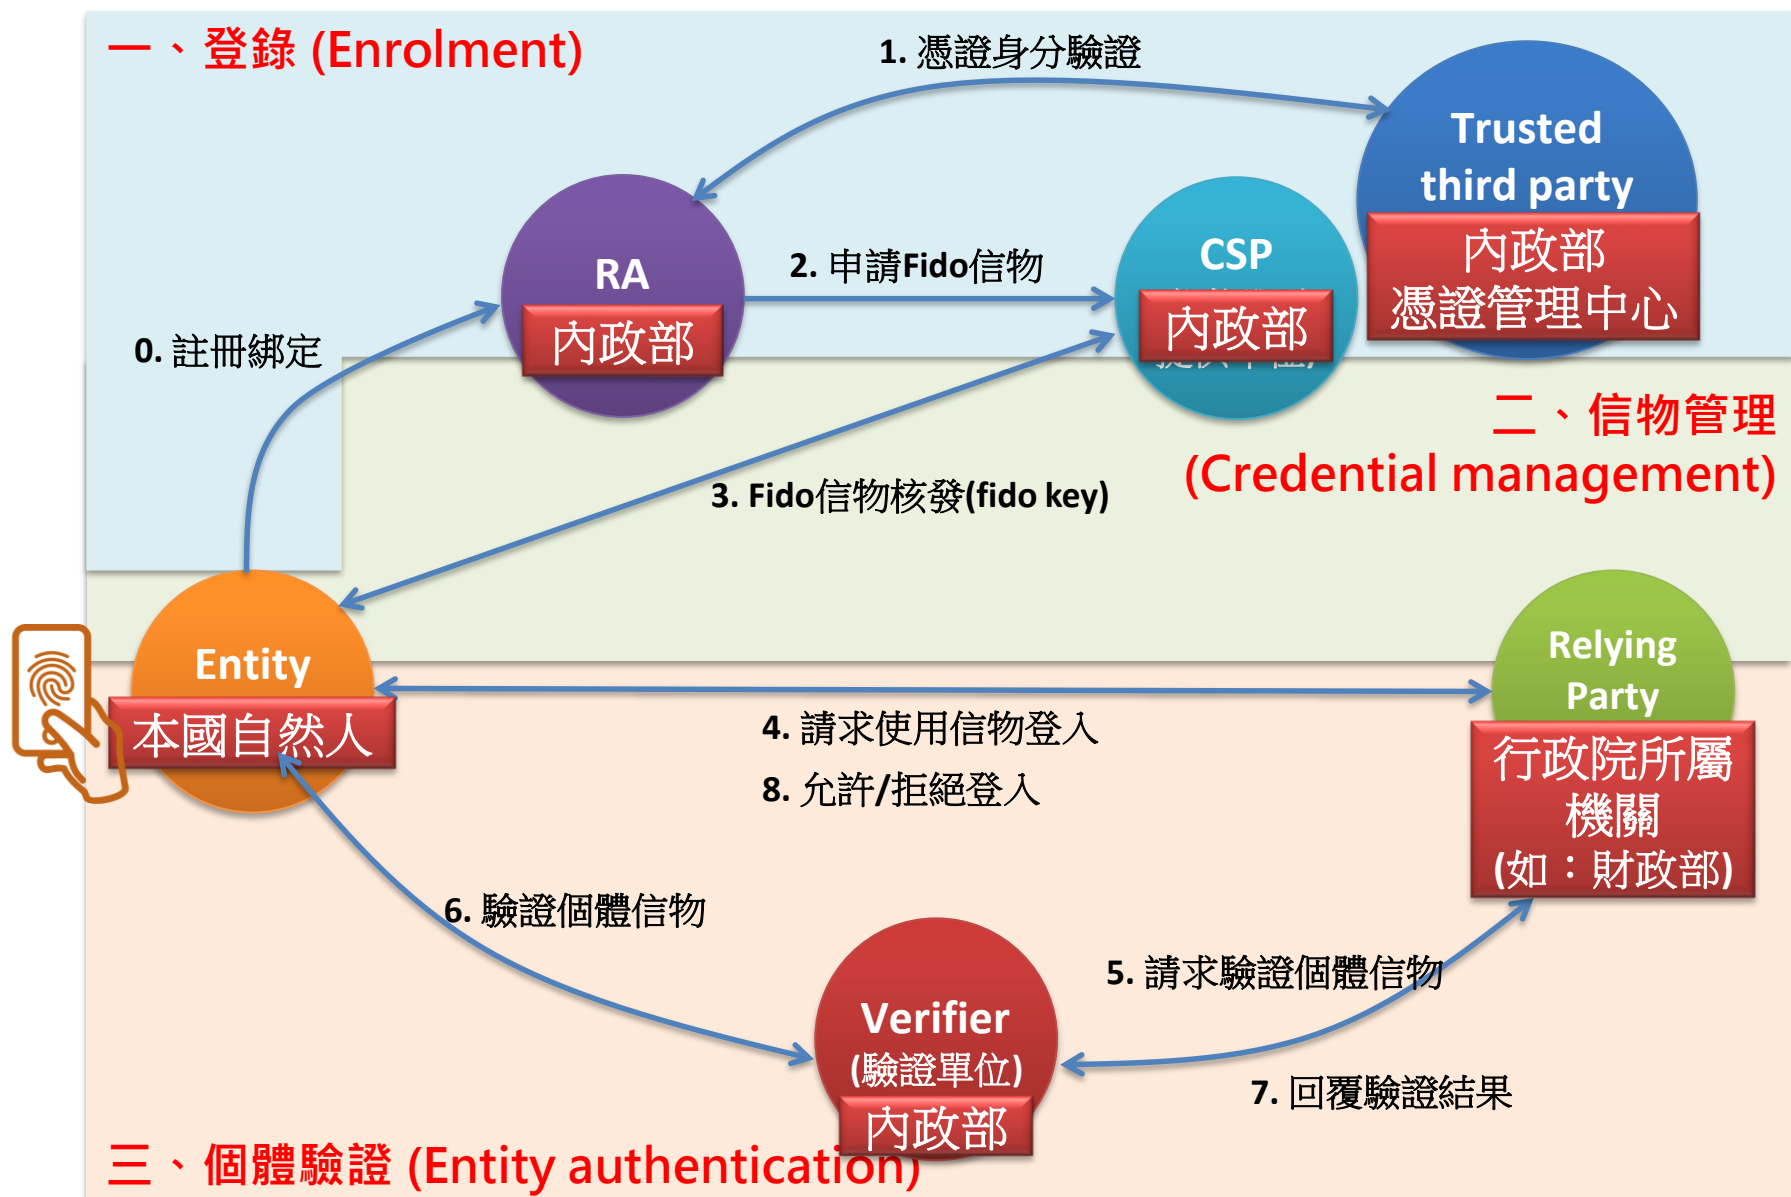 一、登錄 (Enrolment)
1. 憑證身分驗證
Trusted
third party
內政部
憑證管理中心
RA
內政部
2. 申請Fido信物
CSP
內政部
0. 註冊綁定
二、信物管理
(Credential management)
3. Fido信物核發(fido key)
Entity
本國自然人
Relying
Party
行政院所屬
機關
(如：財政部)
4. 請求使用信物登入
8. 允許/拒絕登入
6. 驗證個體信物
5. 請求驗證個體信物
Verifier
(驗證單位)
內政部
7. 回覆驗證結果
三、個體驗證 (Entity authentication)